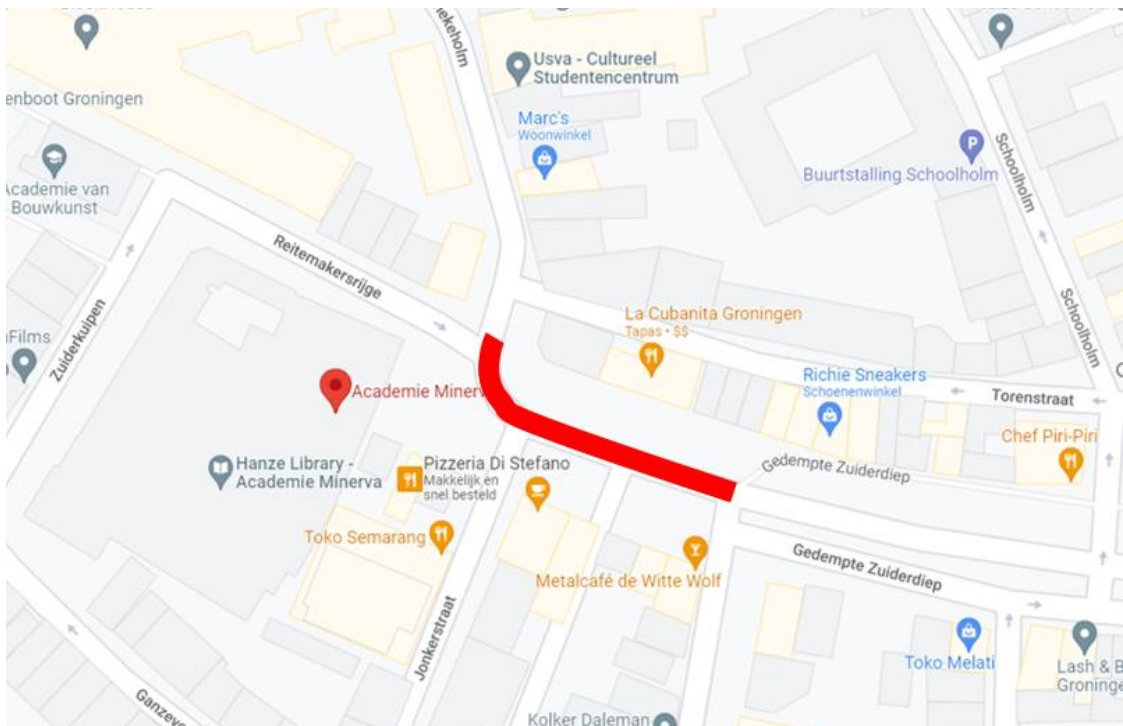 ekeholm
Usva - Cultureel
Studentencentrum
enboot Groningen
Marc's
Woonwinkel
Schoolholm
Buurtstalling Schoolholm
Academie van
Bouwkunst
Reitemakersrijge
Zuiderkuipen
Films
La Cubanita Groningen
Tapas • $$
Schoolholm
Richie Sneakers
Schoenenwinkel
Torenstraat
Academie Minerv
Chef Piri-Piri
Hanze Library -
Academie Minerva
Pizzeria Di Stefano
Makkelijk en
snel besteld
Gedempte Zuiderdiep
Toko Semarang
Gedempte Zuiderdiep
Metalcafé de Witte Wolf
Jonkerstraat
Toko Melati
Lash & B
Groninge
Ganzevo
Kolker Daleman